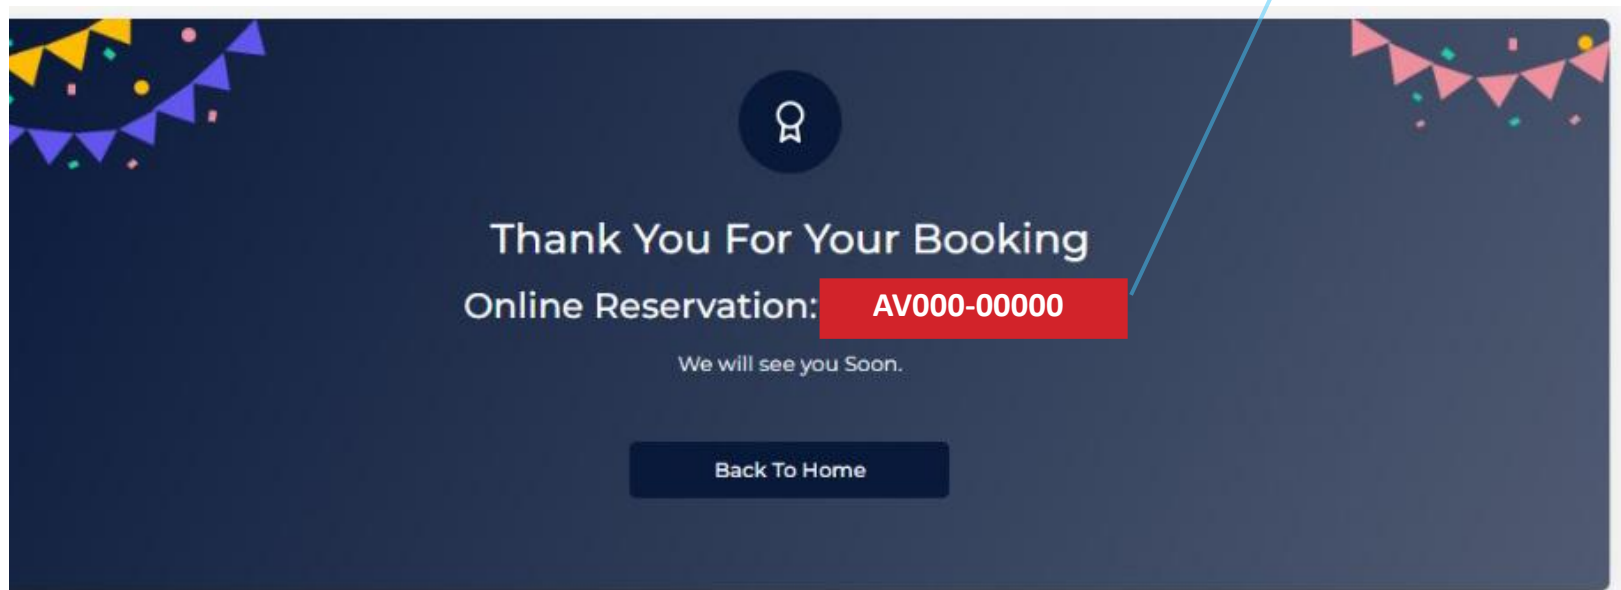 Thank You For Your Booking
Online Reservation: AV000-00000
We will see you Soon.
Back To Home